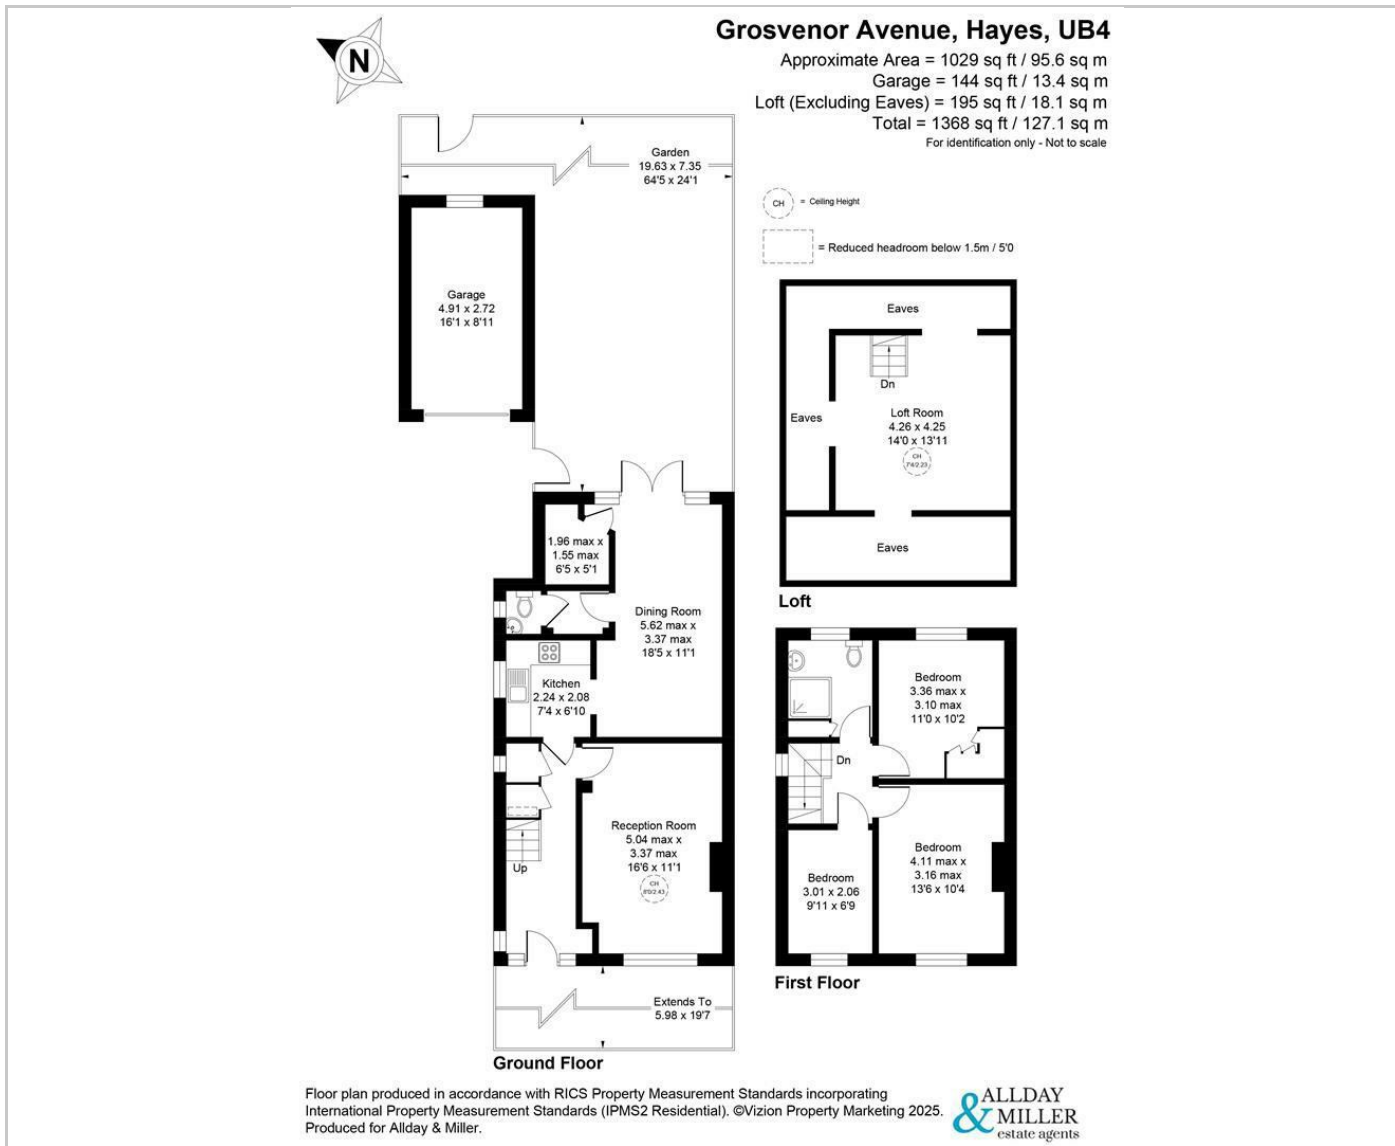 Grosvenor Avenue, Hayes, UB4
Approximate Area = 1029 sq ft / 95.6 sq m
Garage = 144 sq ft / 13.4 sq m
Loft (Excluding Eaves) = 195 sq ft / 18.1 sq m
Total = 1368 sq ft / 127.1 sq m
For identification only - Not to scale
N
Garden
19.63 x 7.35
64'5 x 24'1
CH = Ceiling Height
= Reduced headroom below 1.5m / 5'0
Garage
4.91 x 2.72
16'1 x 8'11
Eaves
Dn
Eaves
Loft Room
4.26 x 4.25
14'0 x 13'11
CH
7'4/2.23
Eaves
Loft
1.96 max x
1.55 max
6'5 x 5'1
Dining Room
5.62 max x
3.37 max
18'5 x 11'1
Kitchen
2.24 x 2.08
7'4 x 6'10
Reception Room
5.04 max x
3.37 max
16'6 x 11'1
CH
8'0/2.43
Up
Extends To
5.98 x 19'7
Ground Floor
Bedroom
3.36 max x
3.10 max
11'0 x 10'2
Dn
Bedroom
4.11 max x
3.16 max
13'6 x 10'4
Bedroom
3.01 x 2.06
9'11 x 6'9
First Floor
Floor plan produced in accordance with RICS Property Measurement Standards incorporating
International Property Measurement Standards (IPMS2 Residential). ©Vizion Property Marketing 2025.
Produced for Allday & Miller.
ALLDAY
& MILLER
estate agents